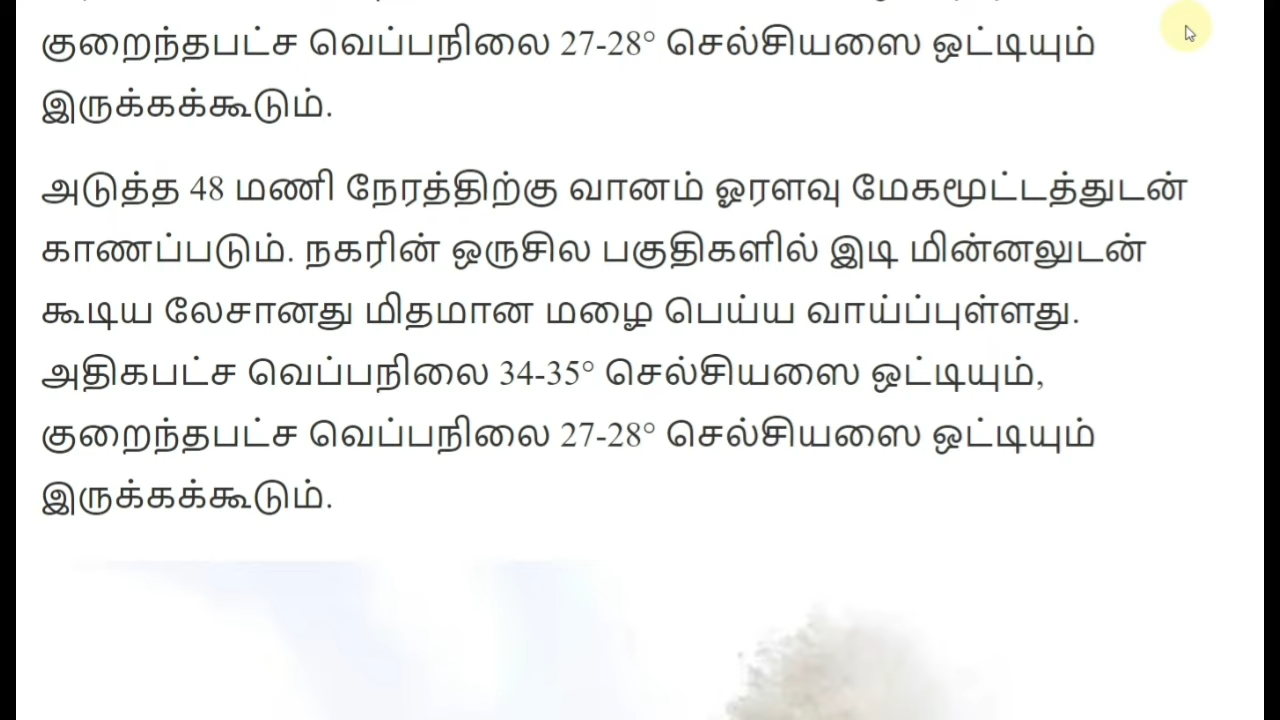 குறைந்தபட்ச வெப்பநிலை 27-28° செல்சியஸை ஒட்டியும்
இருக்கக்கூடும்.
அடுத்த 48 மணி நேரத்திற்கு வானம் ஓரளவு மேகமூட்டத்துடன்
காணப்படும். நகரின் ஒருசில பகுதிகளில் இடி மின்னலுடன்
கூடிய லேசானது மிதமான மழை பெய்ய வாய்ப்புள்ளது.
அதிகபட்ச வெப்பநிலை 34-35° செல்சியஸை ஒட்டியும்,
குறைந்தபட்ச வெப்பநிலை 27-28° செல்சியஸை ஒட்டியும்
இருக்கக்கூடும்.